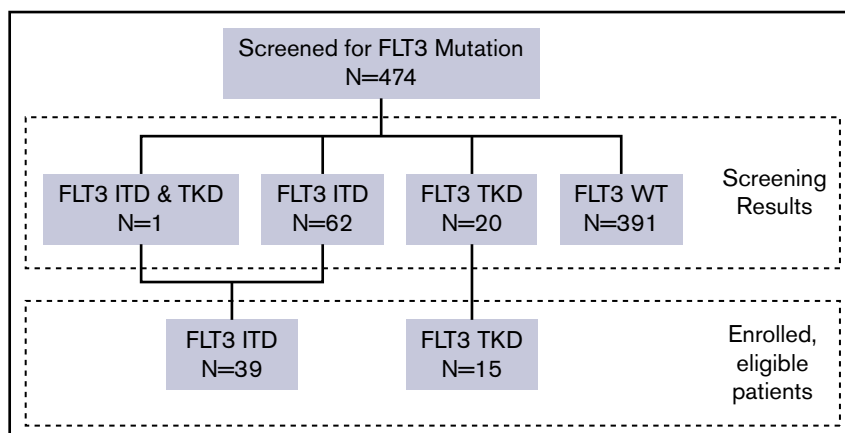 Screened for FLT3 Mutation
N=474
FLT3 ITD & TKD
N=1
FLT3 ITD
N=62
FLT3 TKD
N=20
FLT3 WT
N=391
Screening
Results
FLT3 ITD
N=39
FLT3 TKD
N=15
Enrolled,
eligible
patients